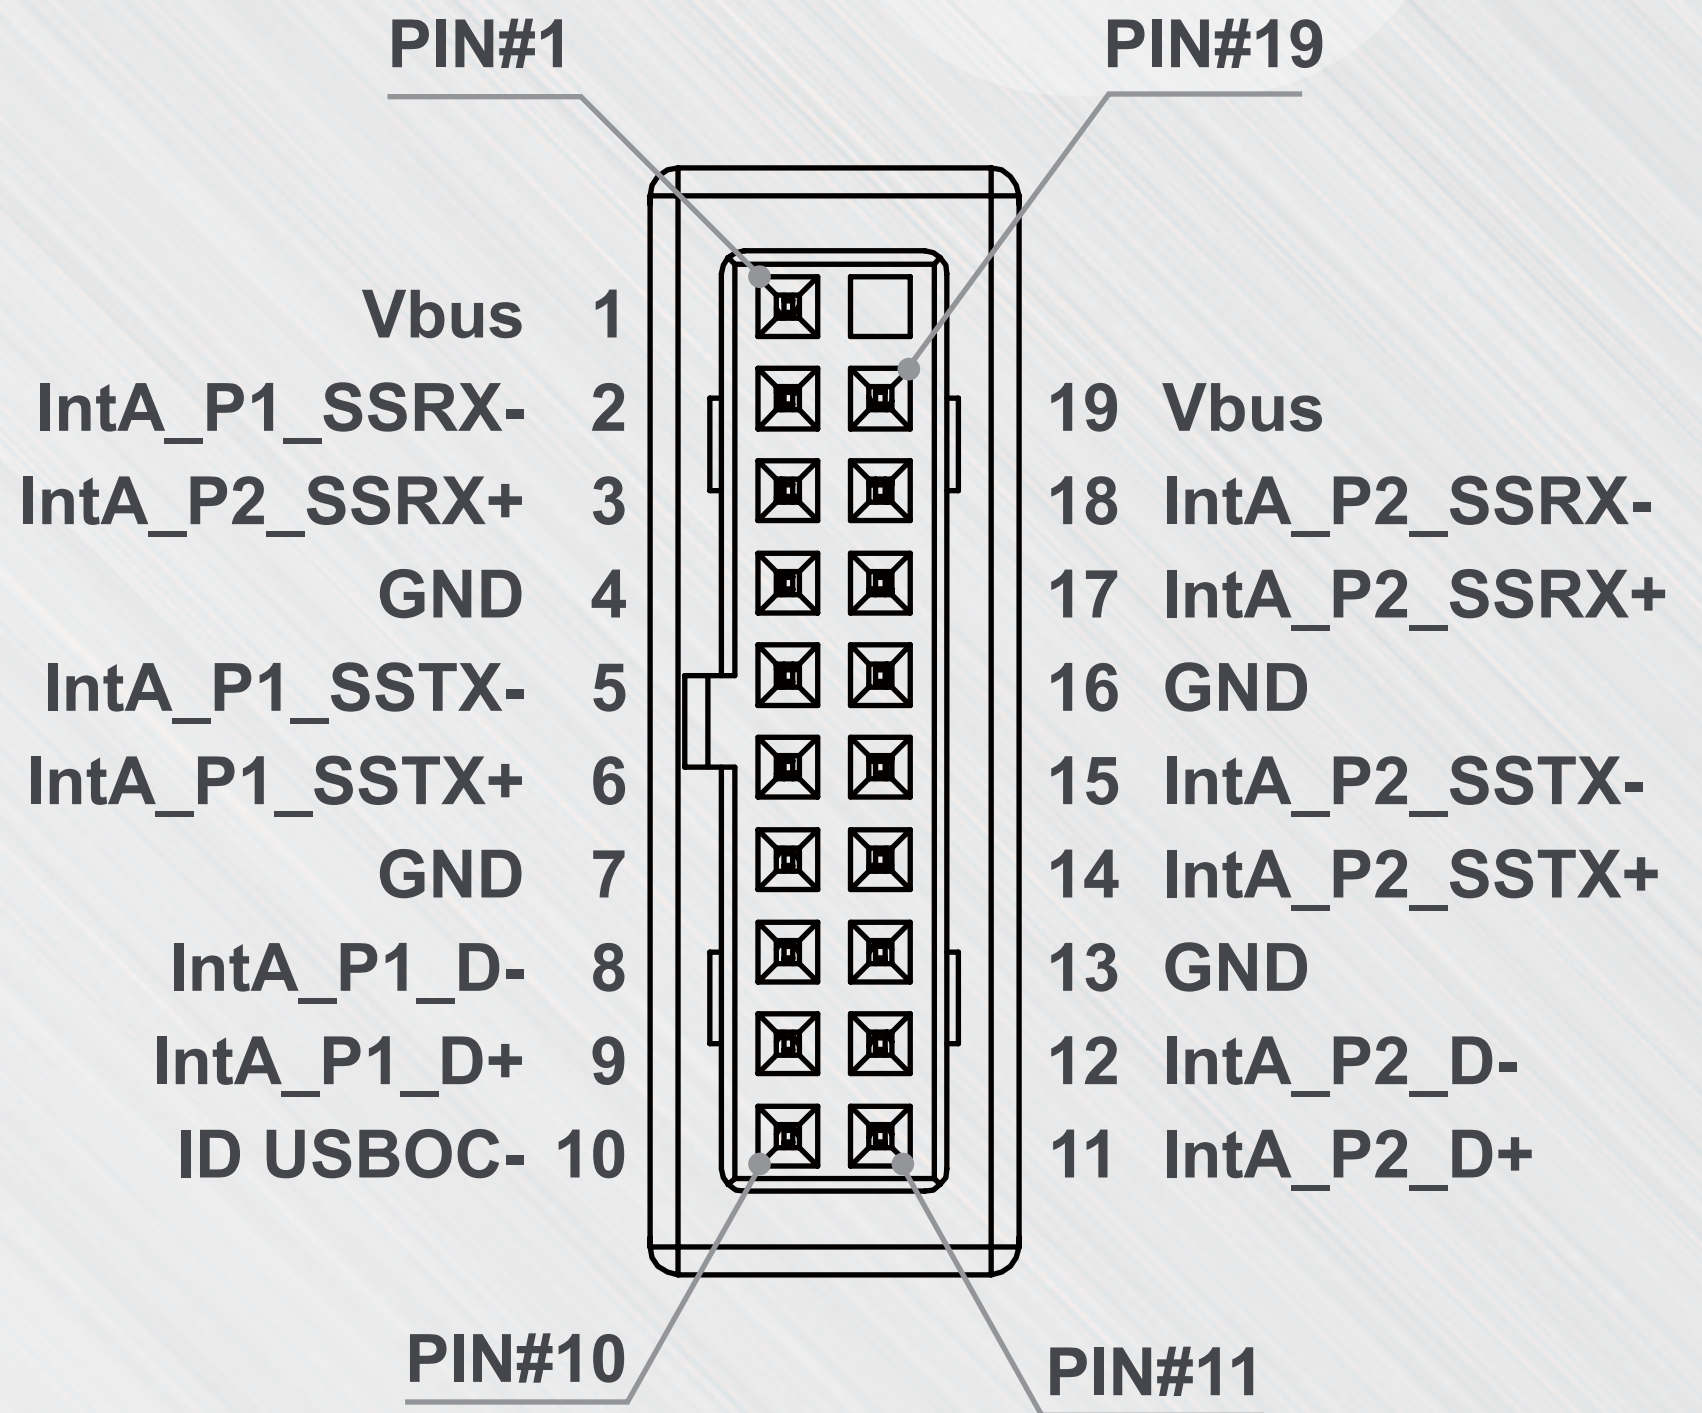 PIN#1 PIN#19
Vbus 1
IntA_P1_SSRX- 2 19 Vbus
IntA_P2_SSRX+ 3 18 IntA_P2_SSRX-
GND 4 17 IntA_P2_SSRX+
IntA_P1_SSTX- 5 16 GND
IntA_P1_SSTX+ 6 15 IntA_P2_SSTX-
GND 7 14 IntA_P2_SSTX+
IntA_P1_D- 8 13 GND
IntA_P1_D+ 9 12 IntA_P2_D-
ID USBOC- 10 11 IntA_P2_D+
PIN#10 PIN#11